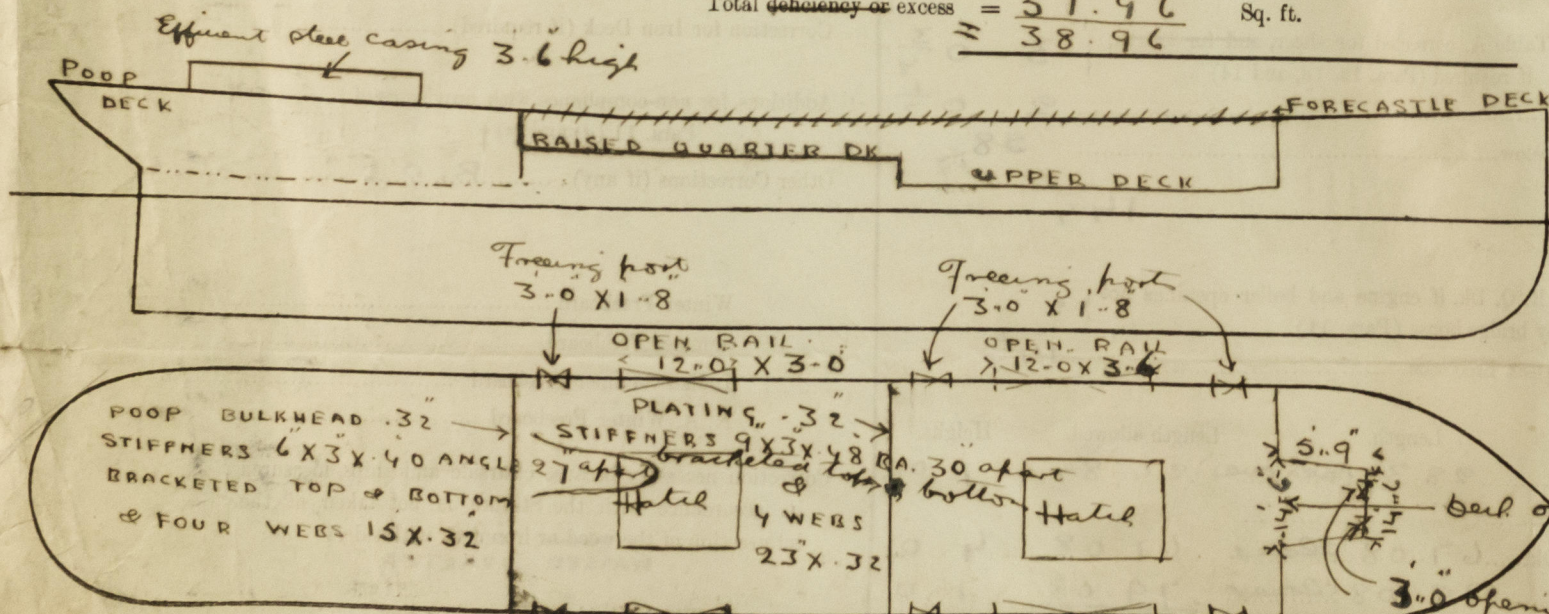 Total deficiency or excess = 31.96 Sq. ft.
= 38.96
Efficient steel casing 3.6 high
POOP
DECK
FORECASTLE DECK
RAISED QUARTER DK
UPPER DECK
Freeing port
3.0 X 1.8
Freeing port
3.0 X 1.8
OPEN RAIL
12.0 X 3.0
OPEN RAIL
12.0 X 3.6
POOP BULKHEAD .32"
STIFFNERS 6" X 3" X .40 ANGLE
27" apart
BRACKETED TOP & BOTTOM
& FOUR WEBS 15 X .32"
PLATING .32"
STIFFNERS 9 X 3" X .48 BA. 30" apart
bracketed top & bottom
&
4 WEBS
23" X .32
Hatch
Hatch
5.9"
3.0"